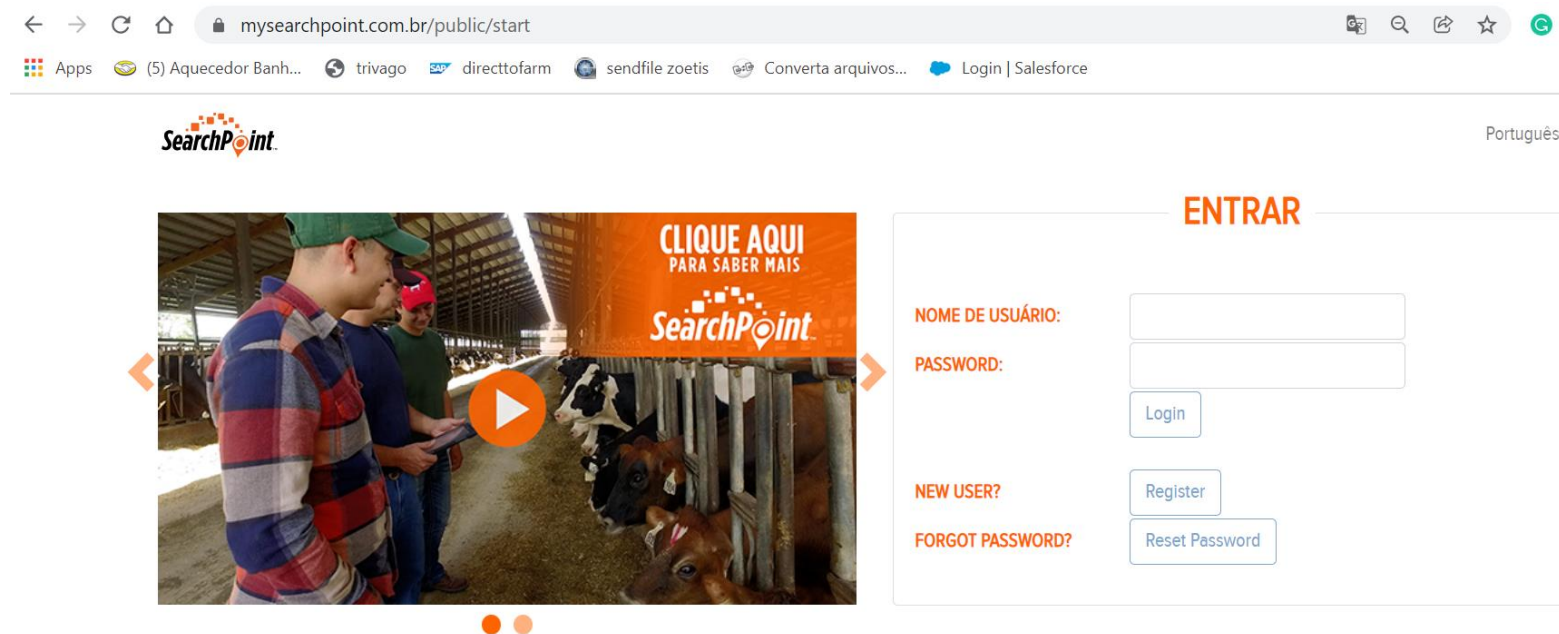 mysearchpoint.com.br/public/start
Apps (5) Aquecedor Banh... trivago SAP directtofarm sendfile zoetis Converta arquivos... Login | Salesforce
SearchPoint
Português
ENTRAR
CLIQUE AQUI
PARA SABER MAIS
SearchPoint
NOME DE USUÁRIO:
PASSWORD:
Login
NEW USER? Register
FORGOT PASSWORD? Reset Password